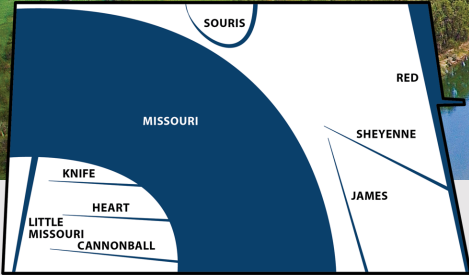 SOURIS
RED
MISSOURI
SHEYENNE
KNIFE
JAMES
HEART
LITTLE
MISSOURI
CANNONBALL